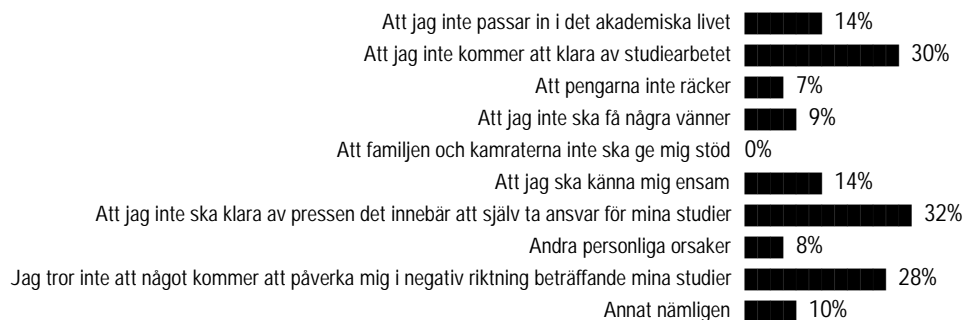 Att jag inte passar in i det akademiska livet 14%
Att jag inte kommer att klara av studiearbetet 30%
Att pengarna inte räcker 7%
Att jag inte ska få några vänner 9%
Att familjen och kamraterna inte ska ge mig stöd 0%
Att jag ska känna mig ensam 14%
Att jag inte ska klara av pressen det innebär att själv ta ansvar för mina studier 32%
Andra personliga orsaker 8%
Jag tror inte att något kommer att påverka mig i negativ riktning beträffande mina studier 28%
Annat nämligen 10%